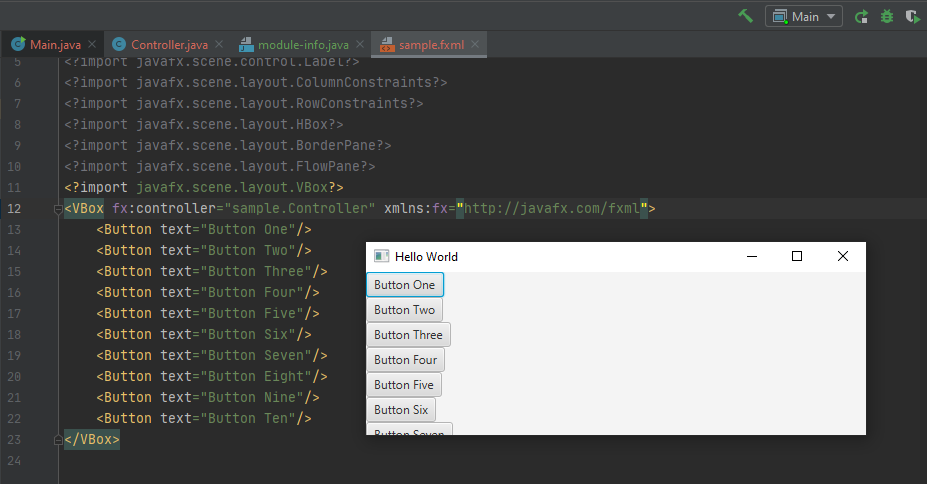 Main
Main.java
Controller.java
module-info.java
sample.fxml
5 <?import javafx.scene.control.Label?>
6 <?import javafx.scene.layout.ColumnConstraints?>
7 <?import javafx.scene.layout.RowConstraints?>
8 <?import javafx.scene.layout.HBox?>
9 <?import javafx.scene.layout.BorderPane?>
10 <?import javafx.scene.layout.FlowPane?>
11 <?import javafx.scene.layout.VBox?>
12 <VBox fx:controller="sample.Controller" xmlns:fx="http://javafx.com/fxml">
13 <Button text="Button One"/>
14 <Button text="Button Two"/>
15 <Button text="Button Three"/>
16 <Button text="Button Four"/>
17 <Button text="Button Five"/>
18 <Button text="Button Six"/>
19 <Button text="Button Seven"/>
20 <Button text="Button Eight"/>
21 <Button text="Button Nine"/>
22 <Button text="Button Ten"/>
23 </VBox>
24
Hello World
Button One
Button Two
Button Three
Button Four
Button Five
Button Six
Button Seven